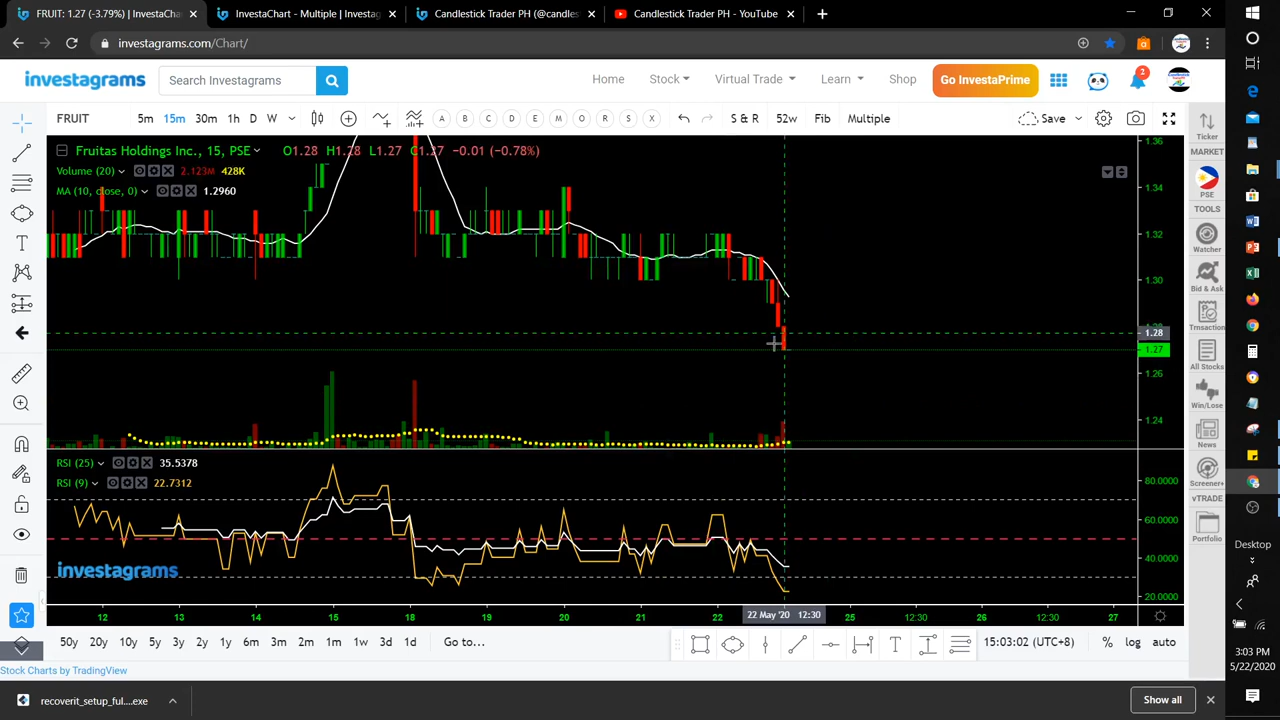 FRUIT: 1.27 (-3.79%) | InvestaCha
InvestaChart - Multiple | Investag
Candlestick Trader PH (@candles
Candlestick Trader PH - YouTube
investagrams.com/Chart/
investagrams
Search Investagrams
Home
Stock
Virtual Trade
Learn
Shop
Go InvestaPrime
2
FRUIT
5m 15m 30m 1h D W
A B C D E M O R S X
S & R
52w
Fib
Multiple
Save
Fruitas Holdings Inc., 15, PSE
O1.28 H1.28 L1.27 C1.27 −0.01 (−0.78%)
Volume (20) 2.123M 428K
MA (10, close, 0) 1.2960
1.36
1.34
1.32
1.30
1.28
1.27
1.26
1.24
RSI (25) 35.5378
RSI (9) 22.7312
80.0000
60.0000
40.0000
20.0000
investagrams
12 13 14 15 18 19 20 21 22 22 May '20 12:30 25 12:30 26 12:30 27
50y 20y 10y 5y 3y 2y 1y 6m 3m 2m 1m 1w 3d 1d Go to...
15:03:02 (UTC+8) % log auto
Stock Charts by TradingView
recoverit_setup_ful....exe
Show all
Ticker
MARKET
PSE
TOOLS
Watcher
Bid & Ask
Trnsaction
All Stocks
Win/Lose
News
Screener+
vTRADE
Portfolio
Desktop
3:03 PM
5/22/2020